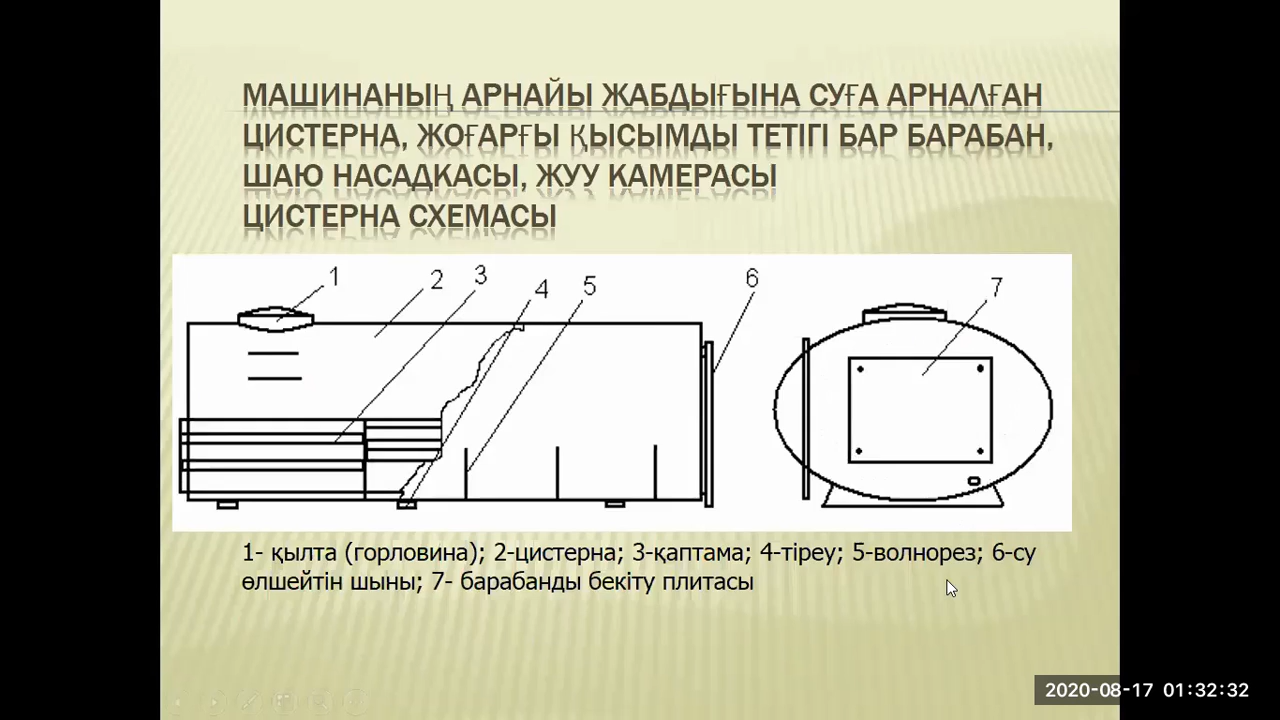 МАШИНАНЫҢ АРНАЙЫ ЖАБДЫҒЫНА СУҒА АРНАЛҒАН
ЦИСТЕРНА, ЖОҒАРҒЫ ҚЫСЫМДЫ ТЕТІГІ БАР БАРАБАН,
ШАЮ НАСАДКАСЫ, ЖУУ КАМЕРАСЫ
ЦИСТЕРНА СХЕМАСЫ
1 2 3 4 5 6 7
1- қылта (горловина); 2-цистерна; 3-қаптама; 4-тіреу; 5-волнорез; 6-су
өлшейтін шыны; 7- барабанды бекіту плитасы
2020-08-17 01:32:32